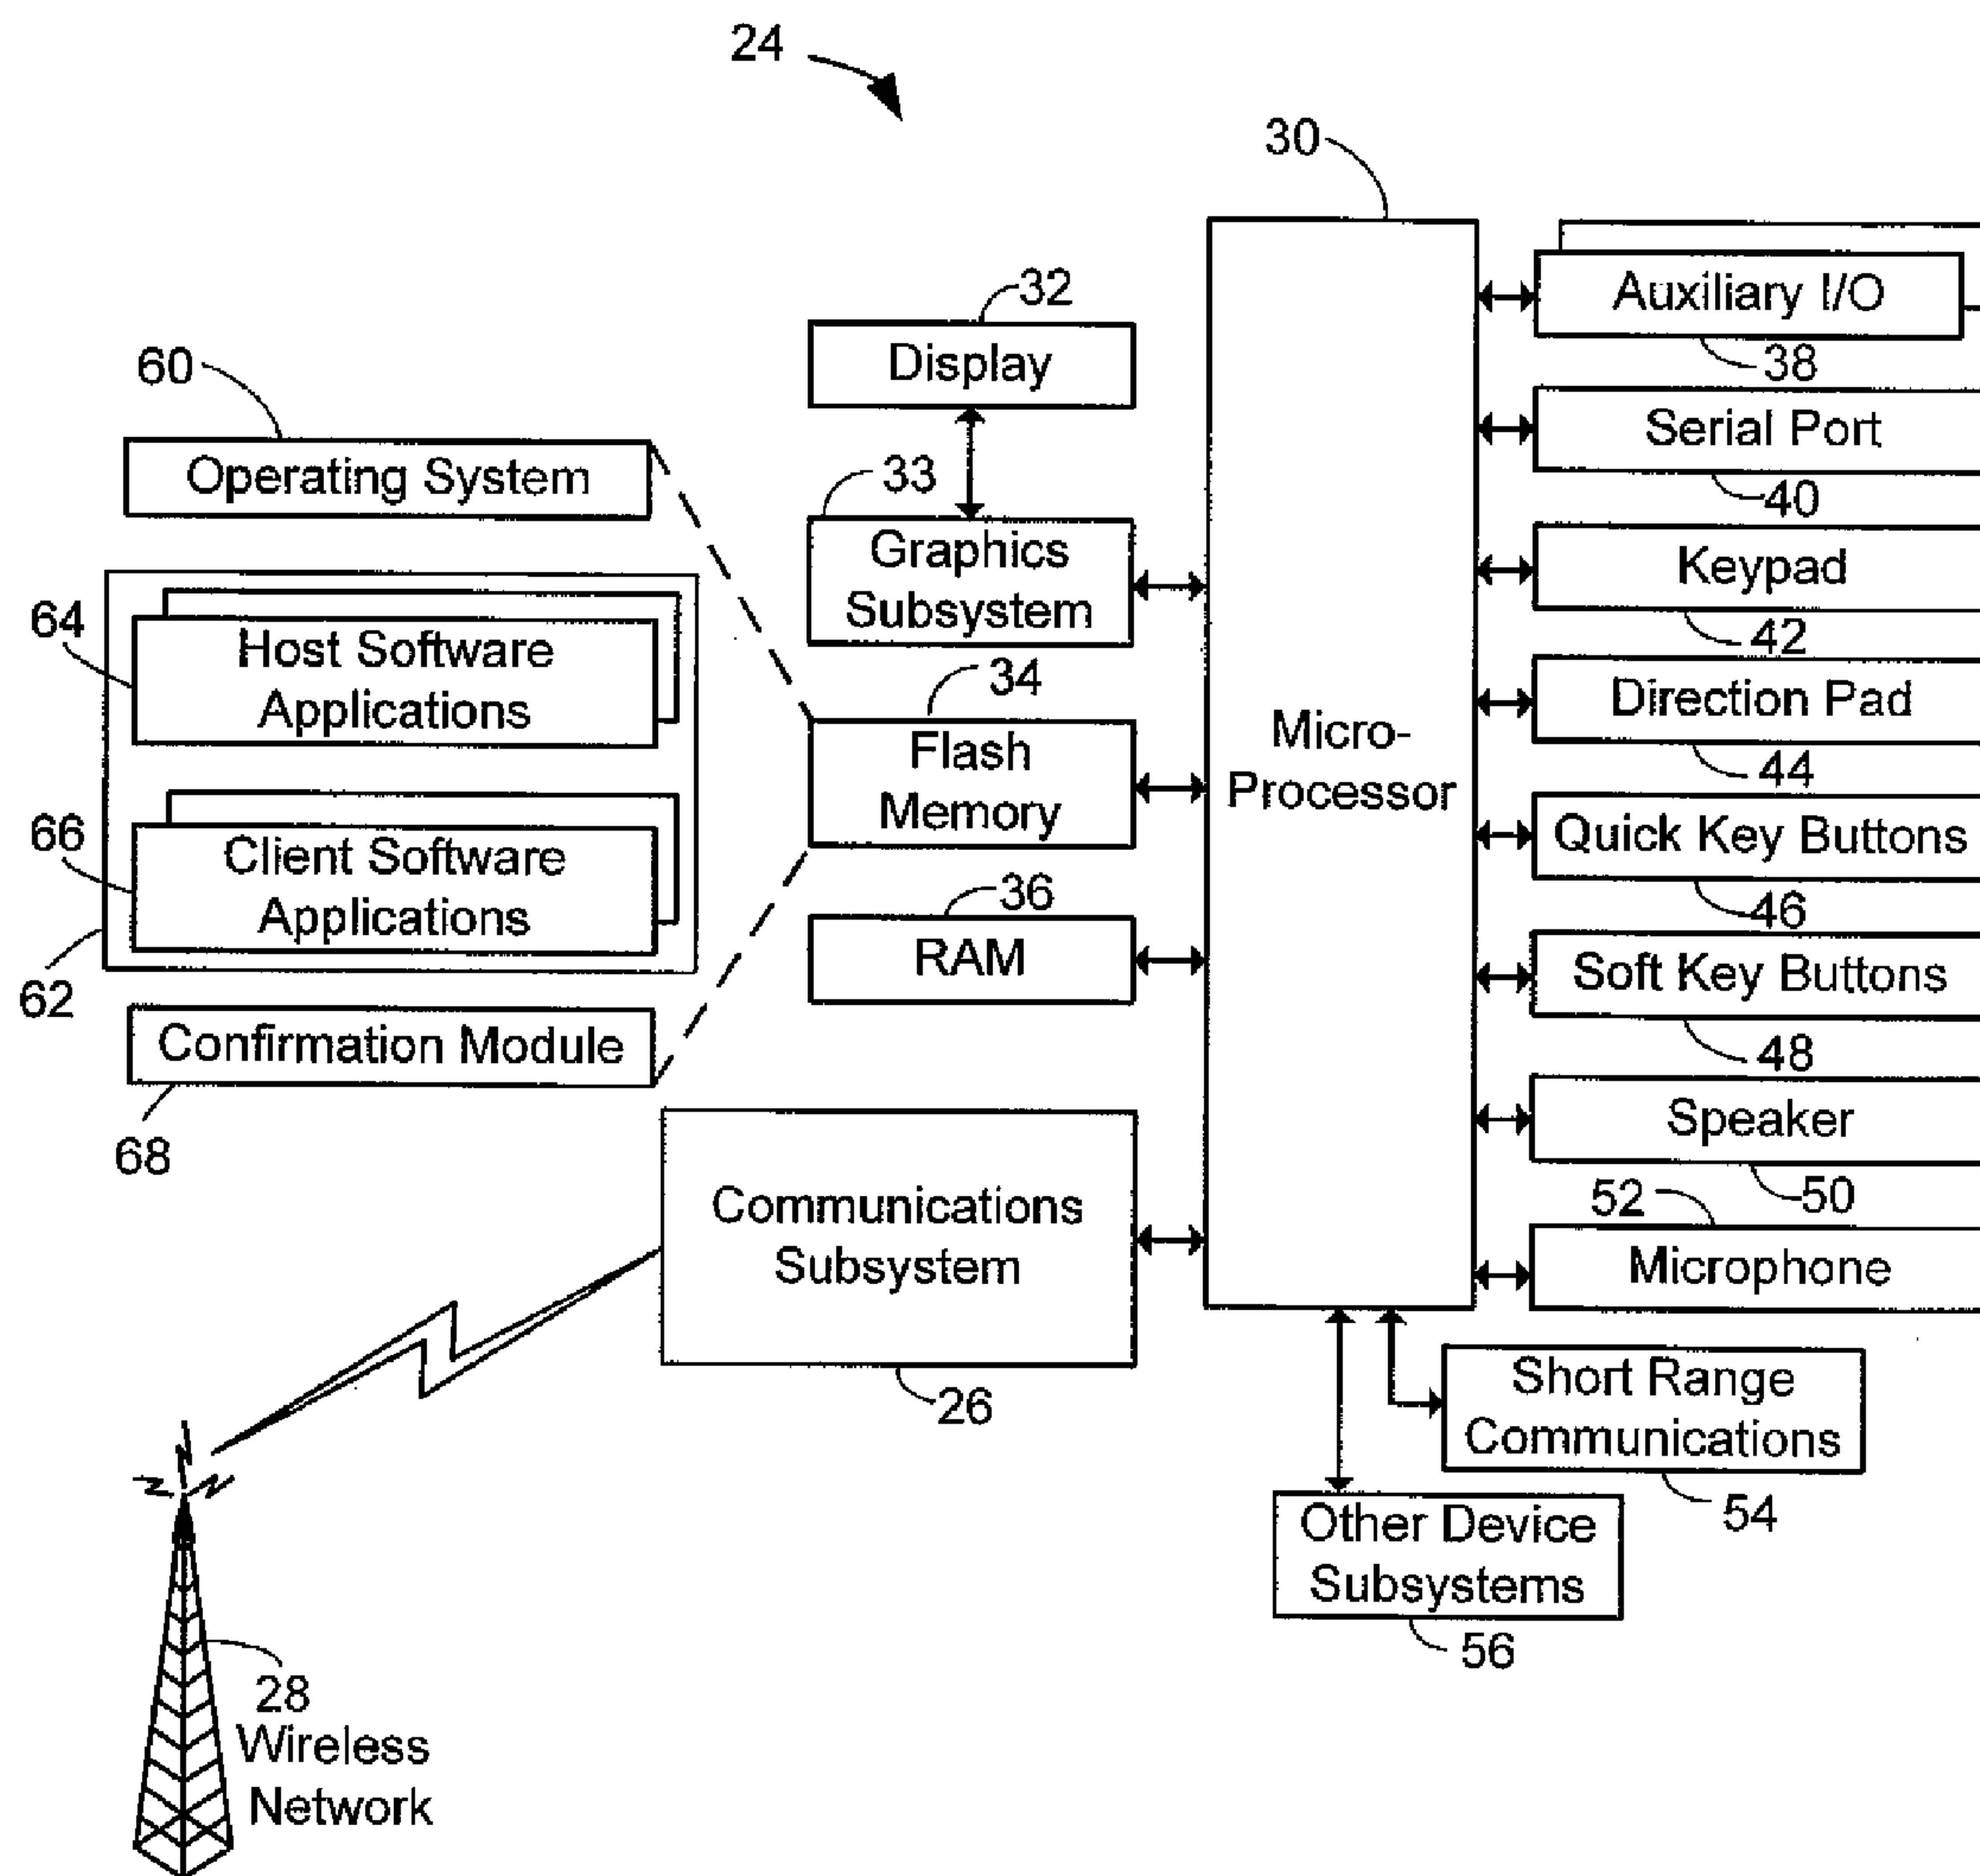 24
30
32
Display
Auxiliary I/O
38
60
Operating System
33
Graphics
Subsystem
Serial Port
40
Keypad
42
64
Host Software
Applications
34
Flash
Memory
Micro-
Processor
Direction Pad
44
66
Client Software
Applications
Quick Key Buttons
46
36
RAM
62
Soft Key Buttons
48
Confirmation Module
68
Speaker
50
Communications
Subsystem
26
52
Microphone
Short Range
Communications
54
Other Device
Subsystems
56
28
Wireless
Network